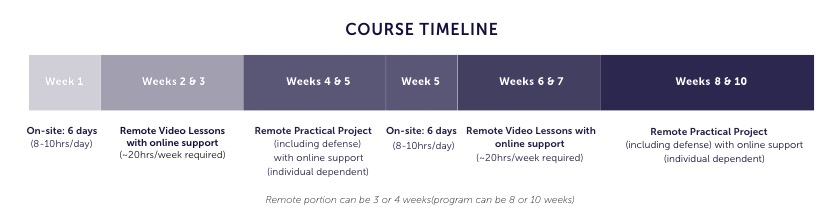 COURSE TIMELINE
Week 1
Weeks 2 & 3
Weeks 4 & 5
Week 5
Weeks 6 & 7
Weeks 8 & 10
On-site: 6 days
(8-10hrs/day)
Remote Video Lessons
with online support
(~20hrs/week required)
Remote Practical Project
(including defense)
with online support
(individual dependent)
On-site: 6 days
(8-10hrs/day)
Remote Video Lessons with
online support
(~20hrs/week required)
Remote Practical Project
(including defense) with online support
(individual dependent)
Remote portion can be 3 or 4 weeks(program can be 8 or 10 weeks)